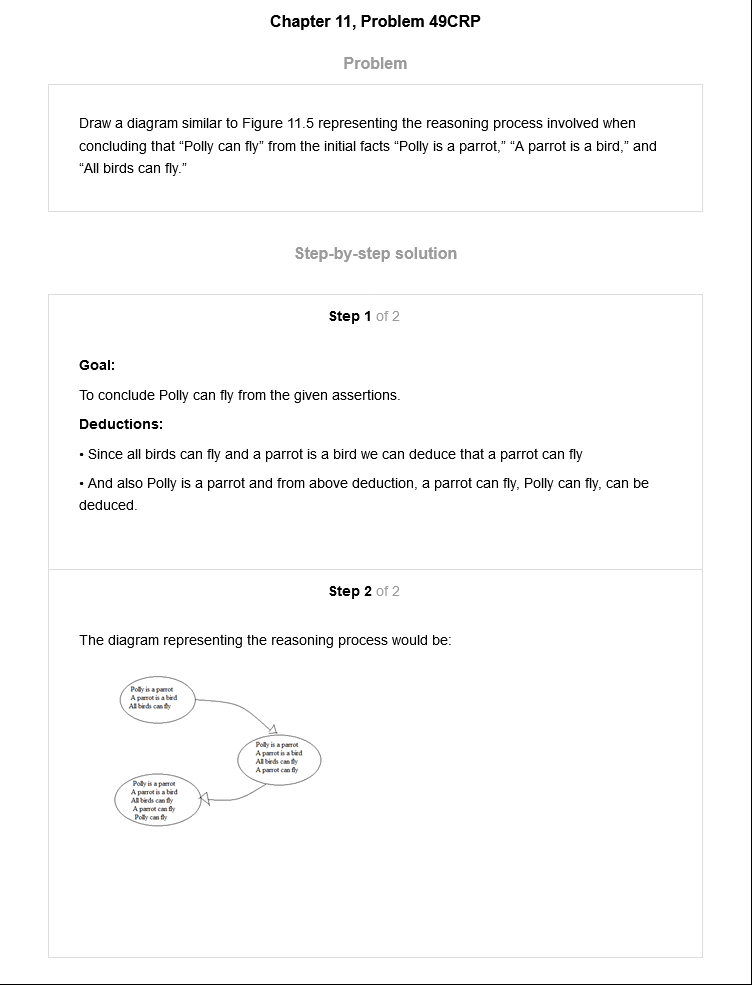 Chapter 11, Problem 49CRP
Problem
Draw a diagram similar to Figure 11.5 representing the reasoning process involved when
concluding that “Polly can fly” from the initial facts “Polly is a parrot,” “A parrot is a bird,” and
“All birds can fly.”
Step-by-step solution
Step 1 of 2
Goal:
To conclude Polly can fly from the given assertions.
Deductions:
• Since all birds can fly and a parrot is a bird we can deduce that a parrot can fly
• And also Polly is a parrot and from above deduction, a parrot can fly, Polly can fly, can be
deduced.
Step 2 of 2
The diagram representing the reasoning process would be:
Polly is a parrot
A parrot is a bird
All birds can fly
Polly is a parrot
A parrot is a bird
All birds can fly
A parrot can fly
Polly is a parrot
A parrot is a bird
All birds can fly
A parrot can fly
Polly can fly